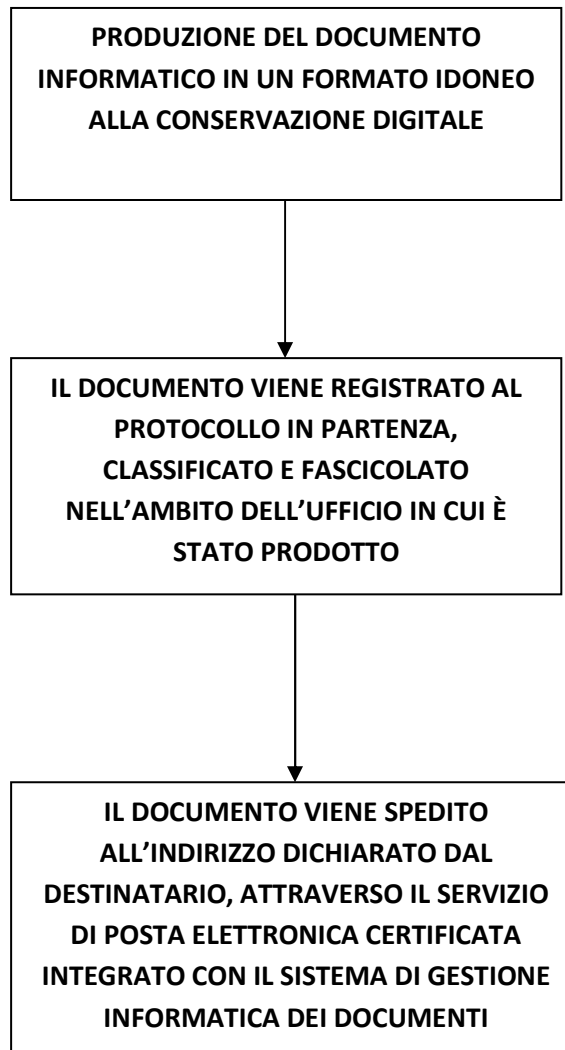 PRODUZIONE DEL DOCUMENTO
INFORMATICO IN UN FORMATO IDONEO
ALLA CONSERVAZIONE DIGITALE
IL DOCUMENTO VIENE REGISTRATO AL
PROTOCOLLO IN PARTENZA,
CLASSIFICATO E FASCICOLATO
NELL’AMBITO DELL’UFFICIO IN CUI È
STATO PRODOTTO
IL DOCUMENTO VIENE SPEDITO
ALL’INDIRIZZO DICHIARATO DAL
DESTINATARIO, ATTRAVERSO IL SERVIZIO
DI POSTA ELETTRONICA CERTIFICATA
INTEGRATO CON IL SISTEMA DI GESTIONE
INFORMATICA DEI DOCUMENTI